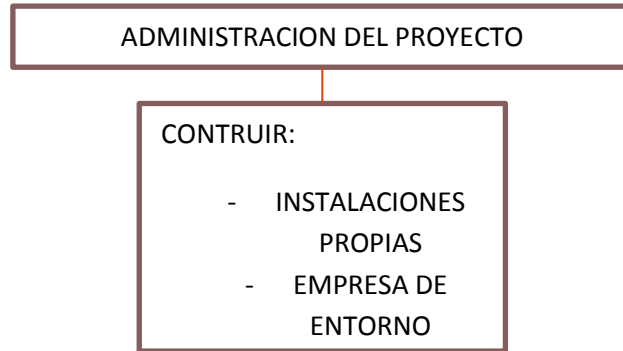 ADMINISTRACION DEL PROYECTO
CONTRUIR:
- INSTALACIONES
PROPIAS
- EMPRESA DE
ENTORNO